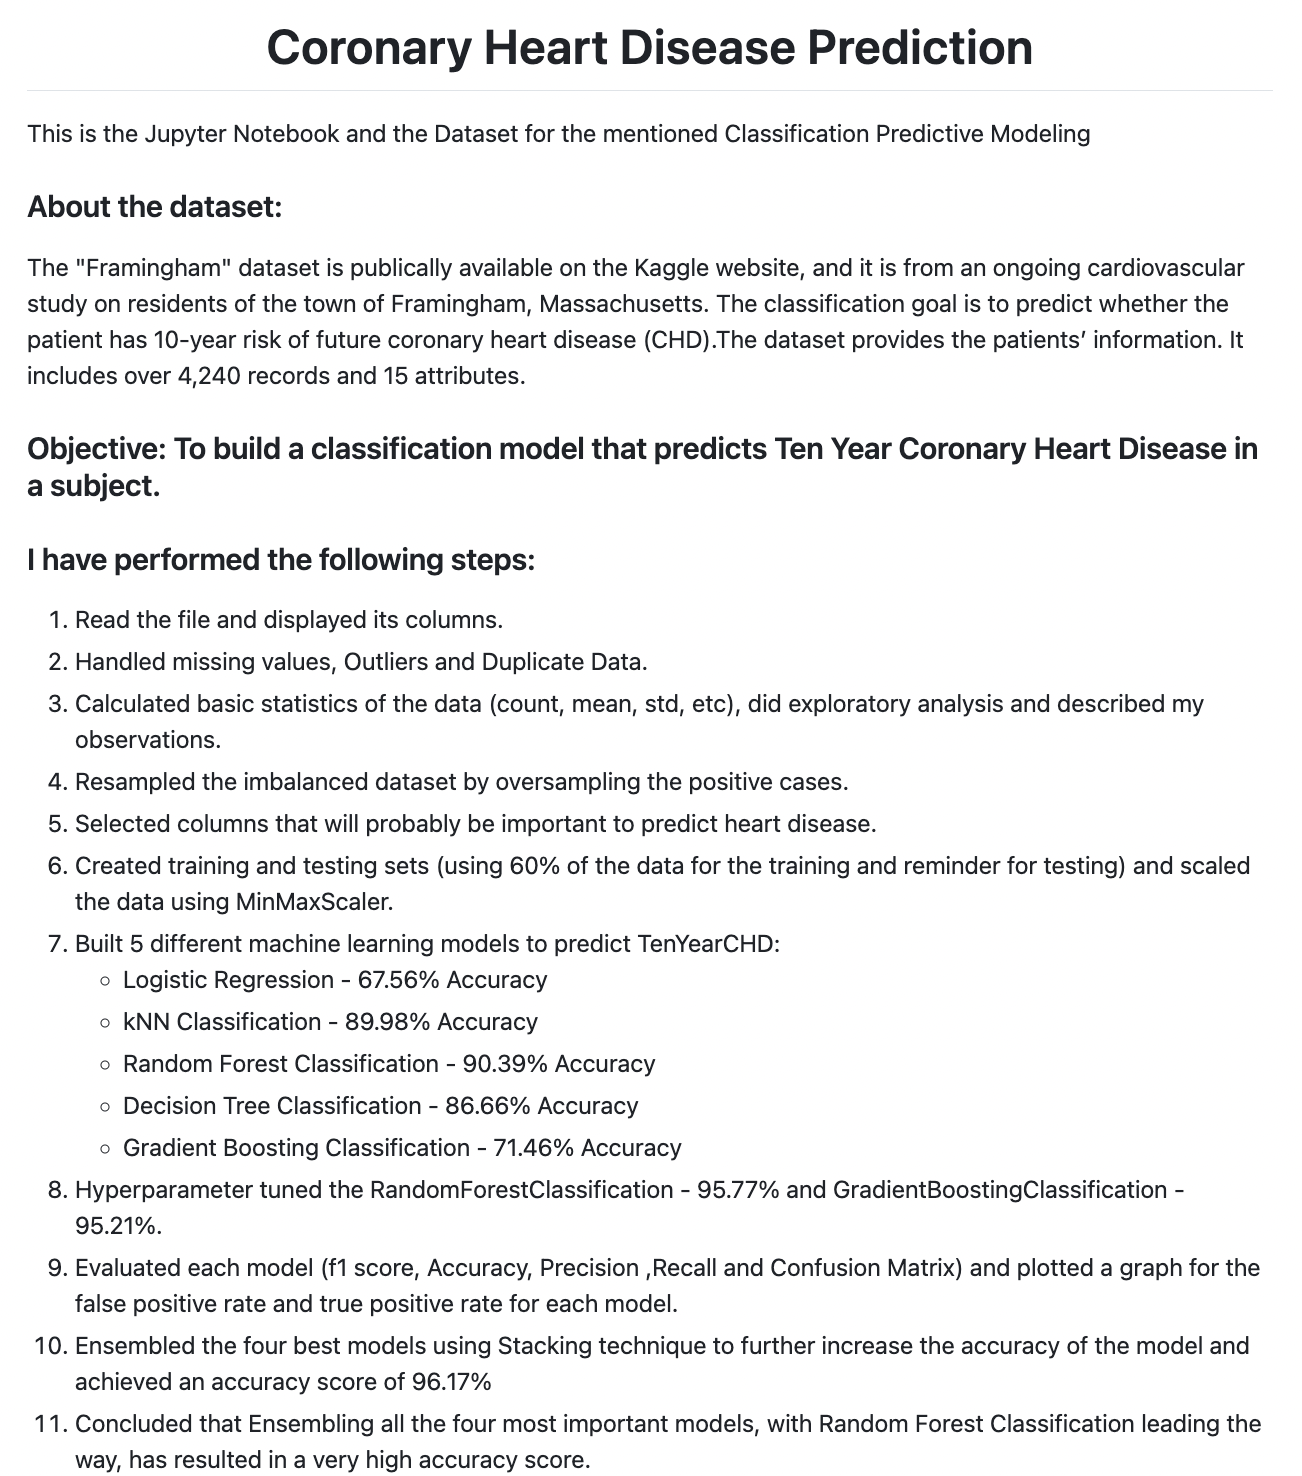 Coronary Heart Disease Prediction
This is the Jupyter Notebook and the Dataset for the mentioned Classification Predictive Modeling
About the dataset:
The "Framingham" dataset is publically available on the Kaggle website, and it is from an ongoing cardiovascular
study on residents of the town of Framingham, Massachusetts. The classification goal is to predict whether the
patient has 10-year risk of future coronary heart disease (CHD).The dataset provides the patients’ information. It
includes over 4,240 records and 15 attributes.
Objective: To build a classification model that predicts Ten Year Coronary Heart Disease in
a subject.
I have performed the following steps:
1. Read the file and displayed its columns.
2. Handled missing values, Outliers and Duplicate Data.
3. Calculated basic statistics of the data (count, mean, std, etc), did exploratory analysis and described my
observations.
4. Resampled the imbalanced dataset by oversampling the positive cases.
5. Selected columns that will probably be important to predict heart disease.
6. Created training and testing sets (using 60% of the data for the training and reminder for testing) and scaled
the data using MinMaxScaler.
7. Built 5 different machine learning models to predict TenYearCHD:
◦ Logistic Regression - 67.56% Accuracy
◦ kNN Classification - 89.98% Accuracy
◦ Random Forest Classification - 90.39% Accuracy
◦ Decision Tree Classification - 86.66% Accuracy
◦ Gradient Boosting Classification - 71.46% Accuracy
8. Hyperparameter tuned the RandomForestClassification - 95.77% and GradientBoostingClassification -
95.21%.
9. Evaluated each model (f1 score, Accuracy, Precision ,Recall and Confusion Matrix) and plotted a graph for the
false positive rate and true positive rate for each model.
10. Ensembled the four best models using Stacking technique to further increase the accuracy of the model and
achieved an accuracy score of 96.17%
11. Concluded that Ensembling all the four most important models, with Random Forest Classification leading the
way, has resulted in a very high accuracy score.